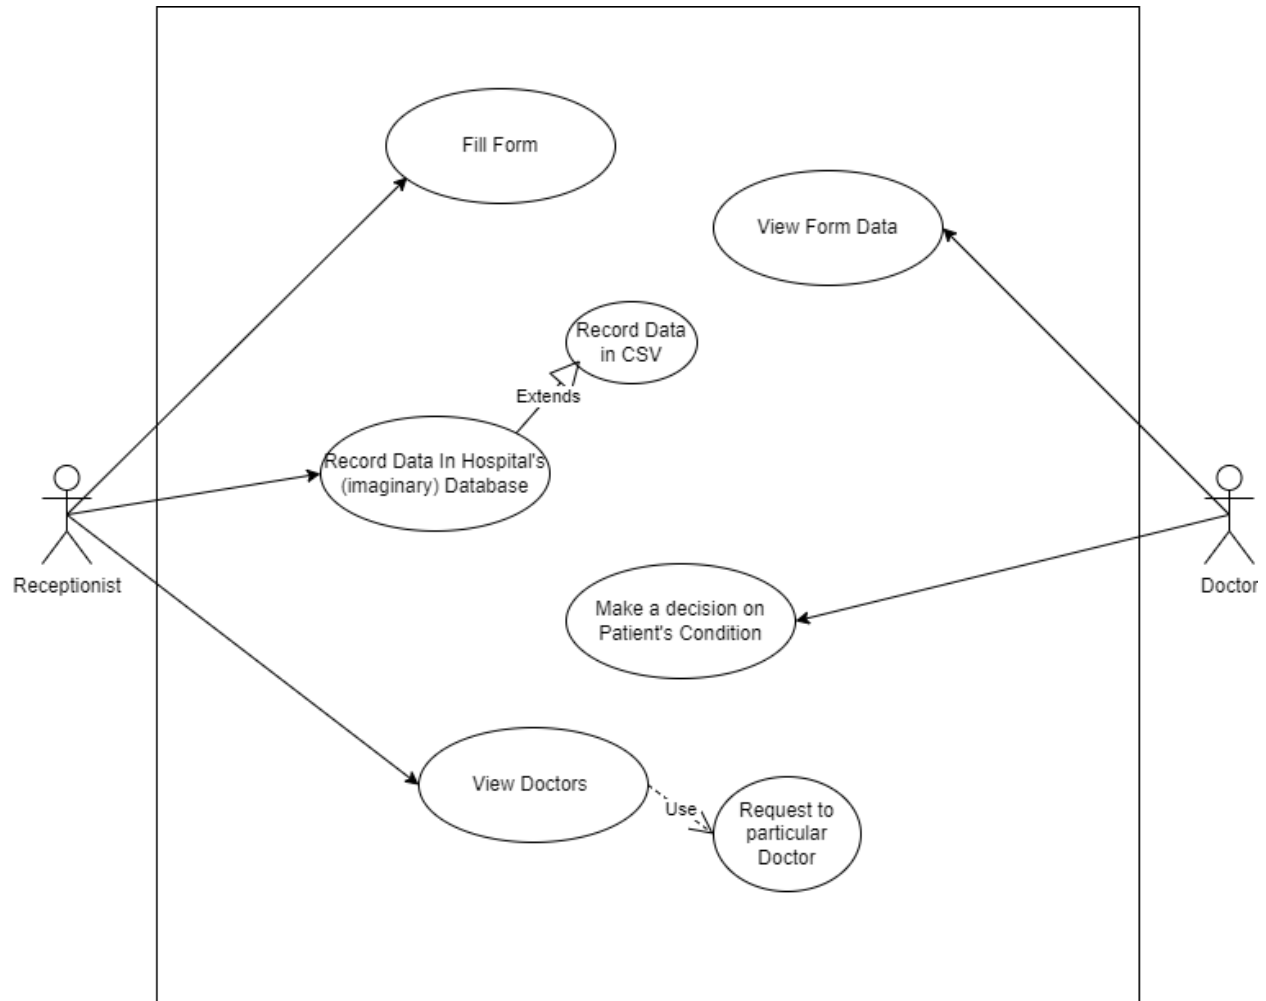 Fill Form
View Form Data
Record Data
in CSV
Extends
Record Data In Hospital's
(imaginary) Database
Receptionist
Doctor
Make a decision on
Patient's Condition
View Doctors
Use
Request to
particular
Doctor